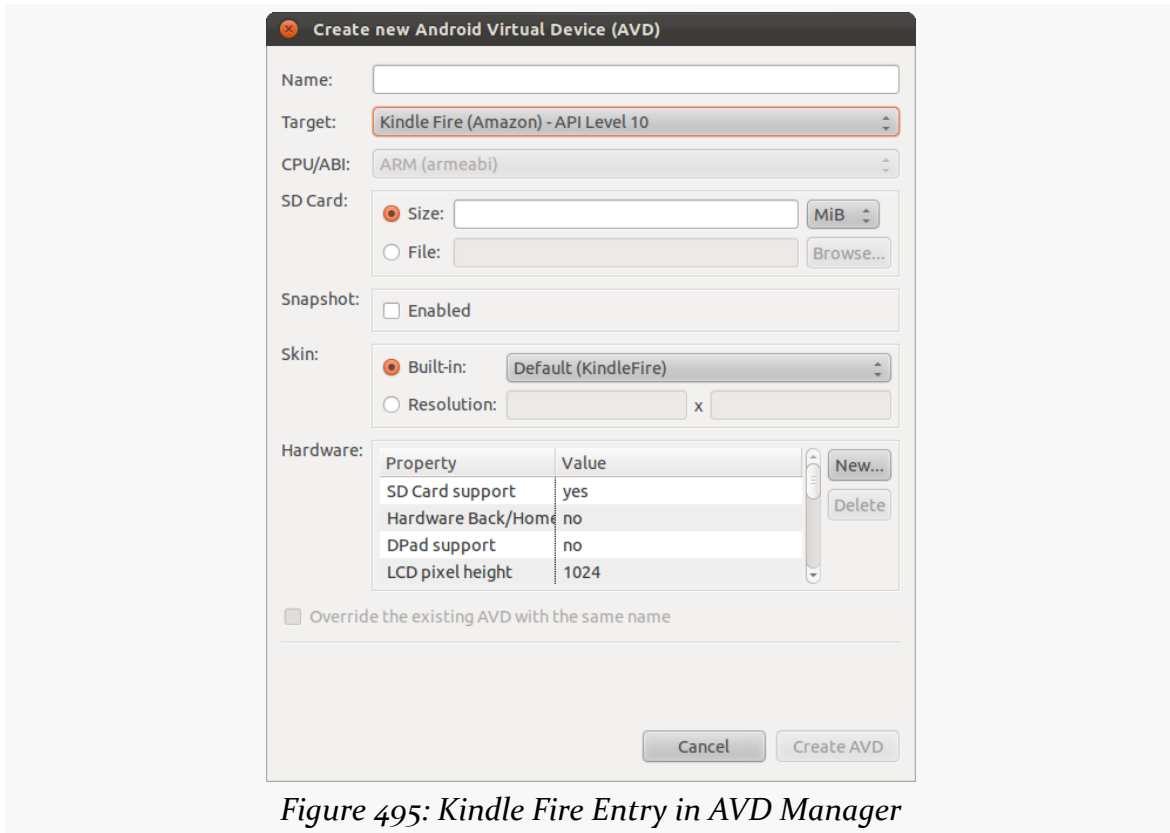 Create new Android Virtual Device (AVD)
Name:
Target: Kindle Fire (Amazon) - API Level 10
CPU/ABI: ARM (armeabi)
SD Card:
Size: MiB
File: Browse...
Snapshot:
Enabled
Skin:
Built-in: Default (KindleFire)
Resolution: x
Hardware:
Property Value New...
SD Card support yes
Hardware Back/Home no Delete
DPad support no
LCD pixel height 1024
Override the existing AVD with the same name
Cancel Create AVD
Figure 495: Kindle Fire Entry in AVD Manager